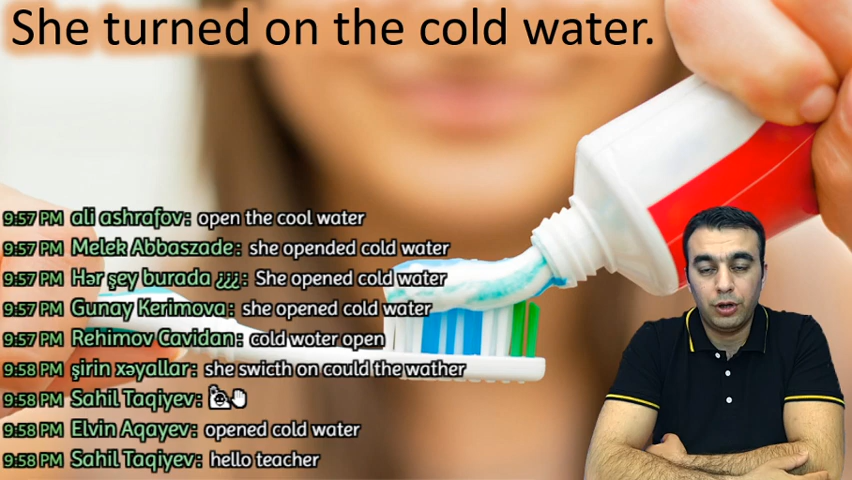 She turned on the cold water.
9:57 PM ali ashrafov: open the cool water
9:57 PM Melek Abbaszade: she opended cold water
9:57 PM Hər şey burada ¿¿¿: She opened cold water
9:57 PM Gunay Kerimova: she opened cold water
9:57 PM Rehimov Cavidan: cold woter open
9:58 PM şirin xəyallar: she swicth on could the wather
9:58 PM Sahil Taqiyev: 🙋🤚
9:58 PM Elvin Aqayev: opened cold water
9:58 PM Sahil Taqiyev: hello teacher